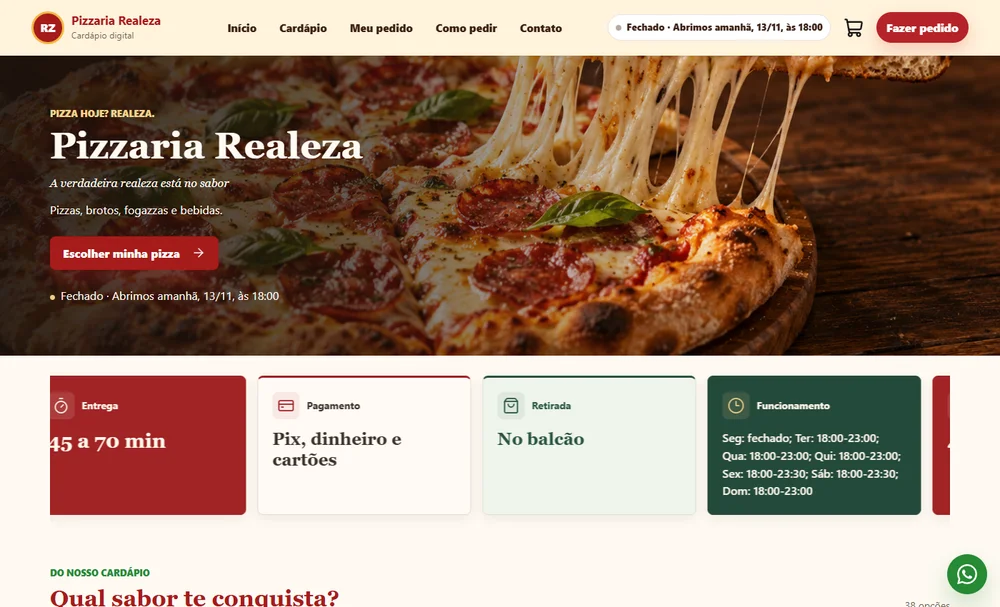 RZ
Pizzaria Realeza
Cardápio digital
Início
Cardápio
Meu pedido
Como pedir
Contato
Fechado · Abrimos amanhã, 13/11, às 18:00
Fazer pedido
PIZZA HOJE? REALEZA.
Pizzaria Realeza
A verdadeira realeza está no sabor
Pizzas, brotos, fogazzas e bebidas.
Escolher minha pizza →
Fechado · Abrimos amanhã, 13/11, às 18:00
Entrega
45 a 70 min
Pagamento
Pix, dinheiro e
cartões
Retirada
No balcão
Funcionamento
Seg: fechado; Ter: 18:00-23:00;
Qua: 18:00-23:00; Qui: 18:00-23:00;
Sex: 18:00-23:30; Sáb: 18:00-23:30;
Dom: 18:00-23:00
DO NOSSO CARDÁPIO
Qual sabor te conquista?
38 opções